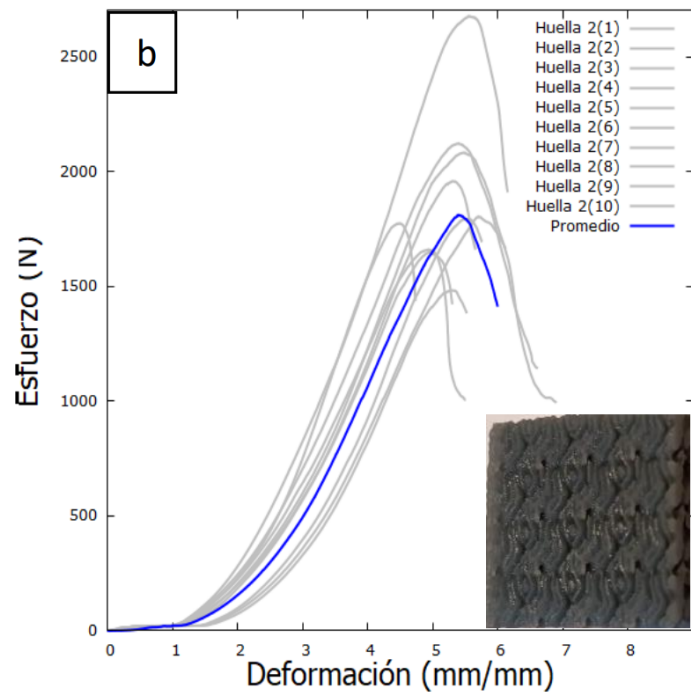 b
Huella 2(1)
Huella 2(2)
Huella 2(3)
Huella 2(4)
Huella 2(5)
Huella 2(6)
Huella 2(7)
Huella 2(8)
Huella 2(9)
Huella 2(10)
Promedio
2500
2000
1500
1000
500
0
Esfuerzo (N)
0 1 2 3 4 5 6 7 8
Deformación (mm/mm)